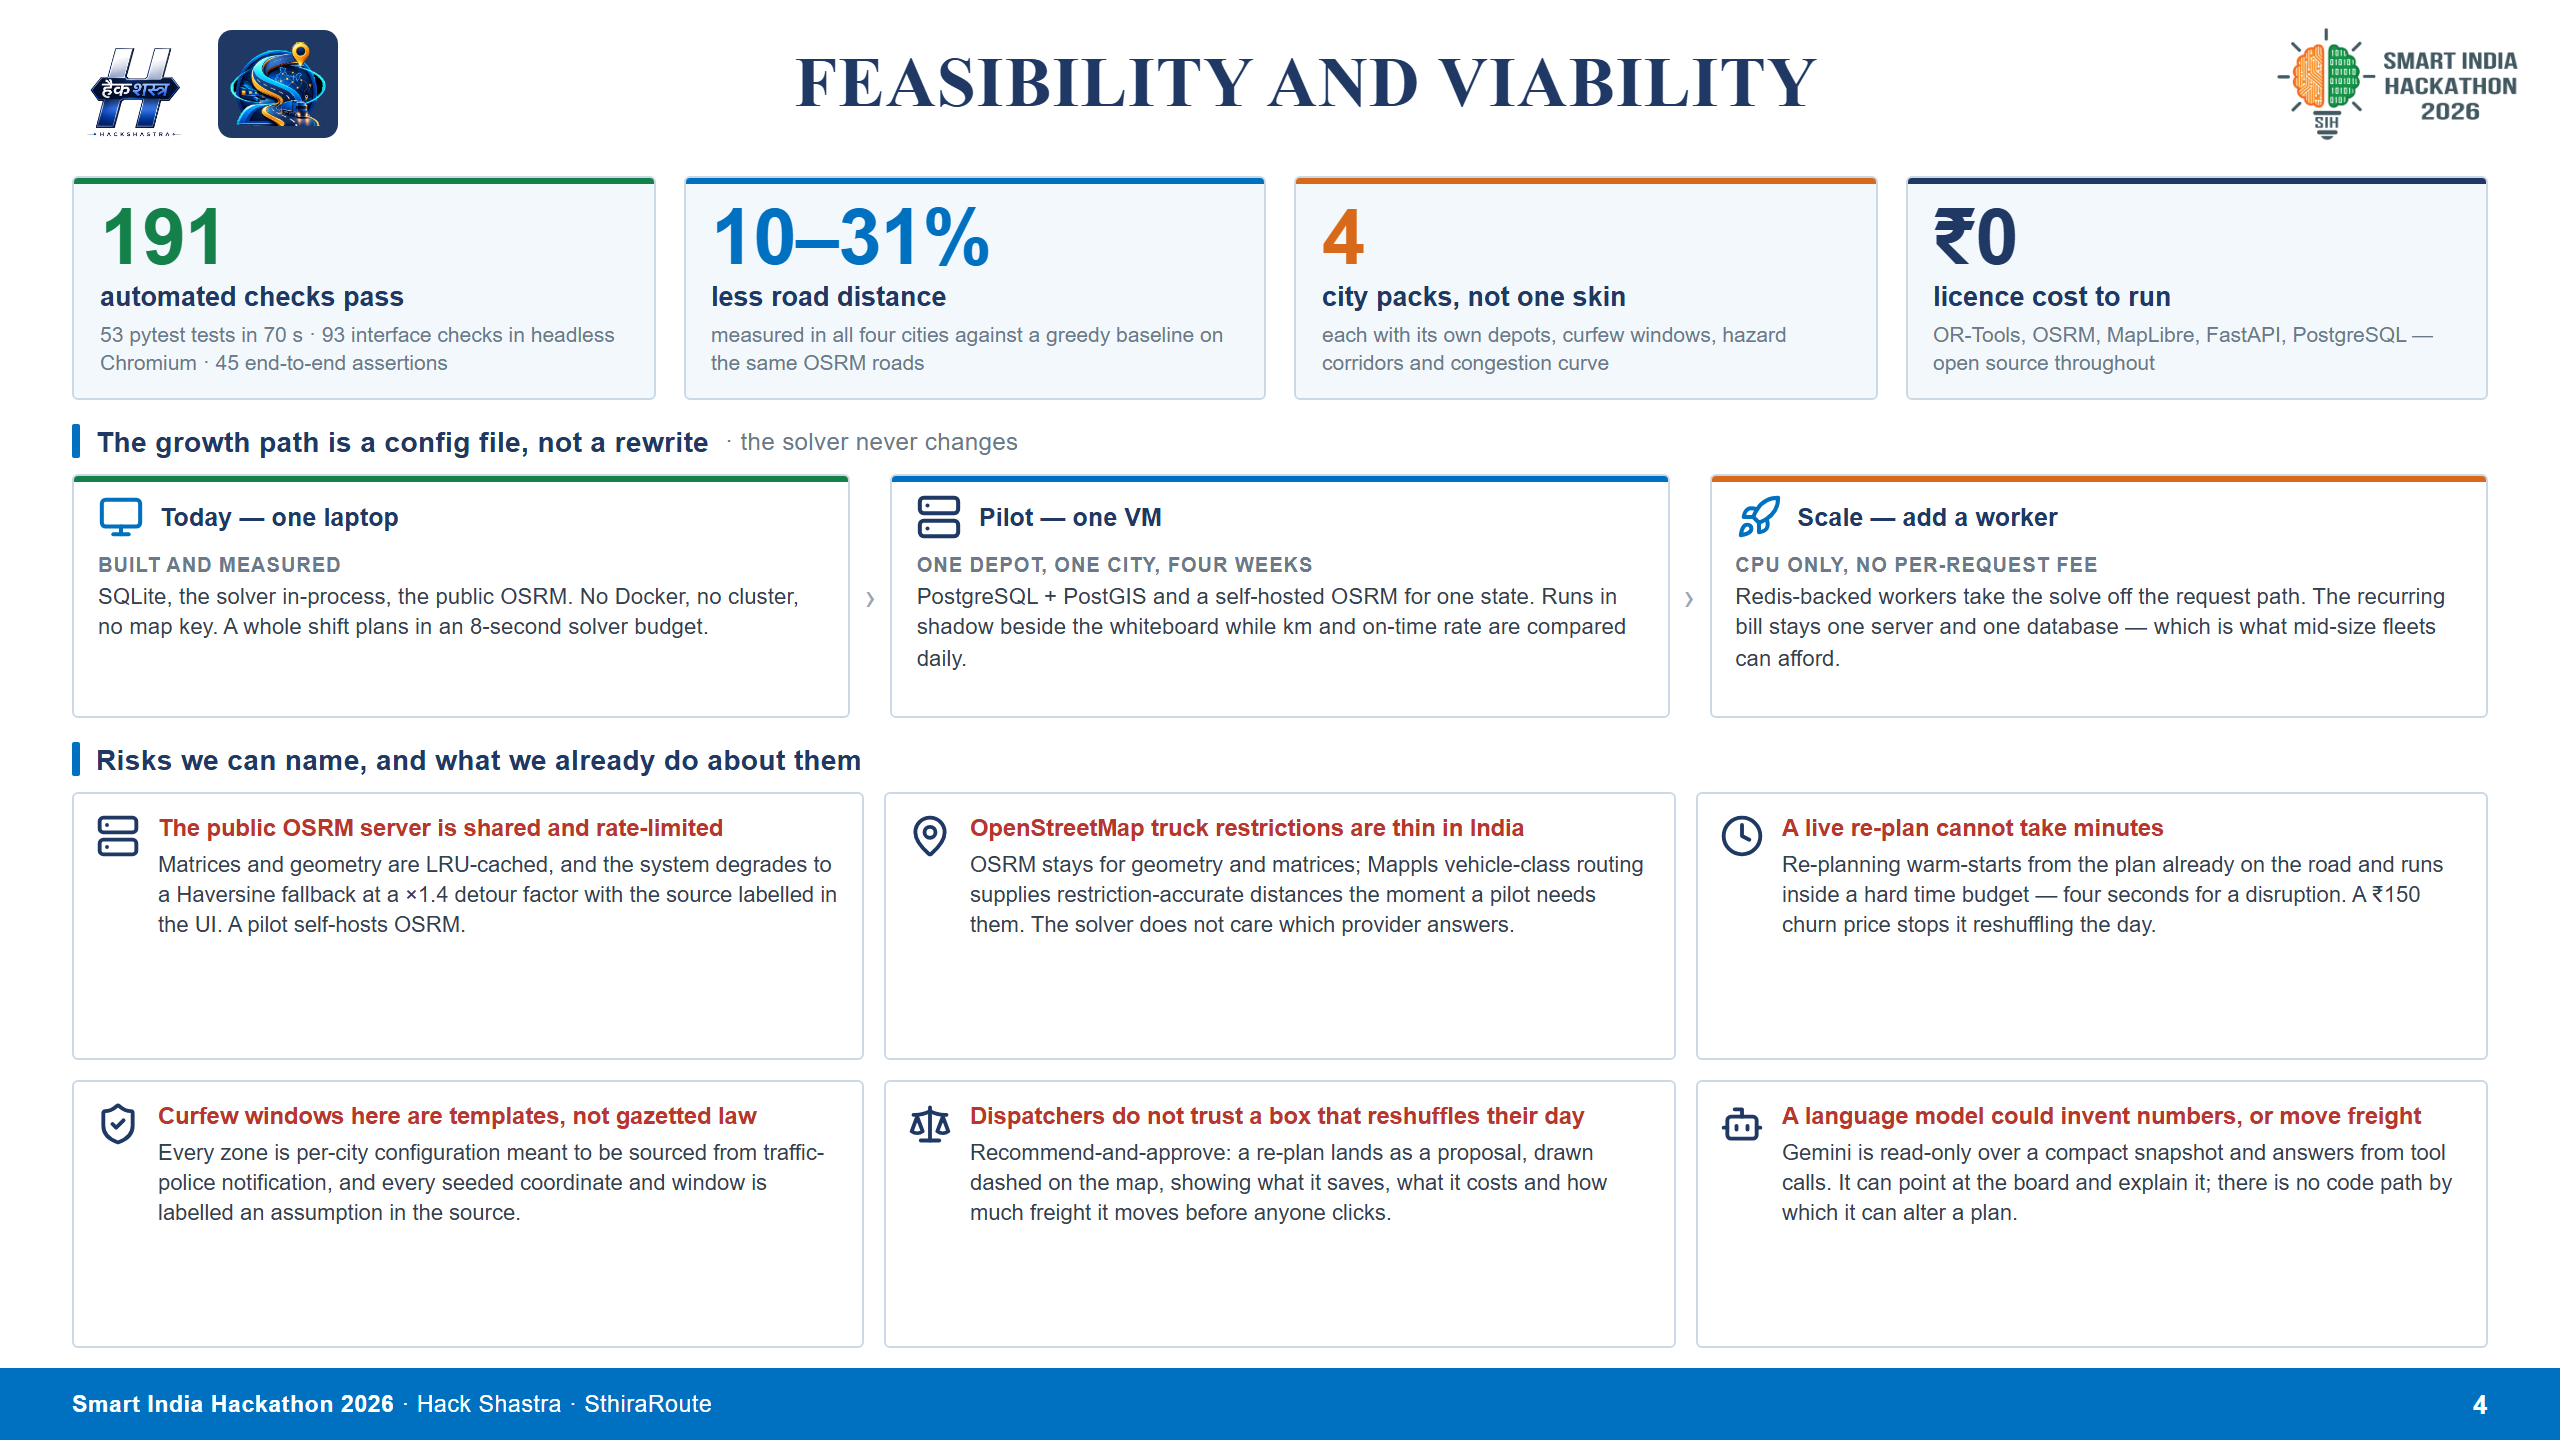 हैकशस्त्र
HACKSHASTRA
FEASIBILITY AND VIABILITY
SIH
SMART INDIA
HACKATHON
2026
191
automated checks pass
53 pytest tests in 70 s · 93 interface checks in headless
Chromium · 45 end-to-end assertions
10–31%
less road distance
measured in all four cities against a greedy baseline on
the same OSRM roads
4
city packs, not one skin
each with its own depots, curfew windows, hazard
corridors and congestion curve
₹0
licence cost to run
OR-Tools, OSRM, MapLibre, FastAPI, PostgreSQL —
open source throughout
The growth path is a config file, not a rewrite · the solver never changes
Today — one laptop
BUILT AND MEASURED
SQLite, the solver in-process, the public OSRM. No Docker, no cluster,
no map key. A whole shift plans in an 8-second solver budget.
›
Pilot — one VM
ONE DEPOT, ONE CITY, FOUR WEEKS
PostgreSQL + PostGIS and a self-hosted OSRM for one state. Runs in
shadow beside the whiteboard while km and on-time rate are compared
daily.
›
Scale — add a worker
CPU ONLY, NO PER-REQUEST FEE
Redis-backed workers take the solve off the request path. The recurring
bill stays one server and one database — which is what mid-size fleets
can afford.
Risks we can name, and what we already do about them
The public OSRM server is shared and rate-limited
Matrices and geometry are LRU-cached, and the system degrades to
a Haversine fallback at a ×1.4 detour factor with the source labelled in
the UI. A pilot self-hosts OSRM.
OpenStreetMap truck restrictions are thin in India
OSRM stays for geometry and matrices; Mappls vehicle-class routing
supplies restriction-accurate distances the moment a pilot needs
them. The solver does not care which provider answers.
A live re-plan cannot take minutes
Re-planning warm-starts from the plan already on the road and runs
inside a hard time budget — four seconds for a disruption. A ₹150
churn price stops it reshuffling the day.
Curfew windows here are templates, not gazetted law
Every zone is per-city configuration meant to be sourced from traffic-
police notification, and every seeded coordinate and window is
labelled an assumption in the source.
Dispatchers do not trust a box that reshuffles their day
Recommend-and-approve: a re-plan lands as a proposal, drawn
dashed on the map, showing what it saves, what it costs and how
much freight it moves before anyone clicks.
A language model could invent numbers, or move freight
Gemini is read-only over a compact snapshot and answers from tool
calls. It can point at the board and explain it; there is no code path by
which it can alter a plan.
Smart India Hackathon 2026 · Hack Shastra · SthiraRoute
4